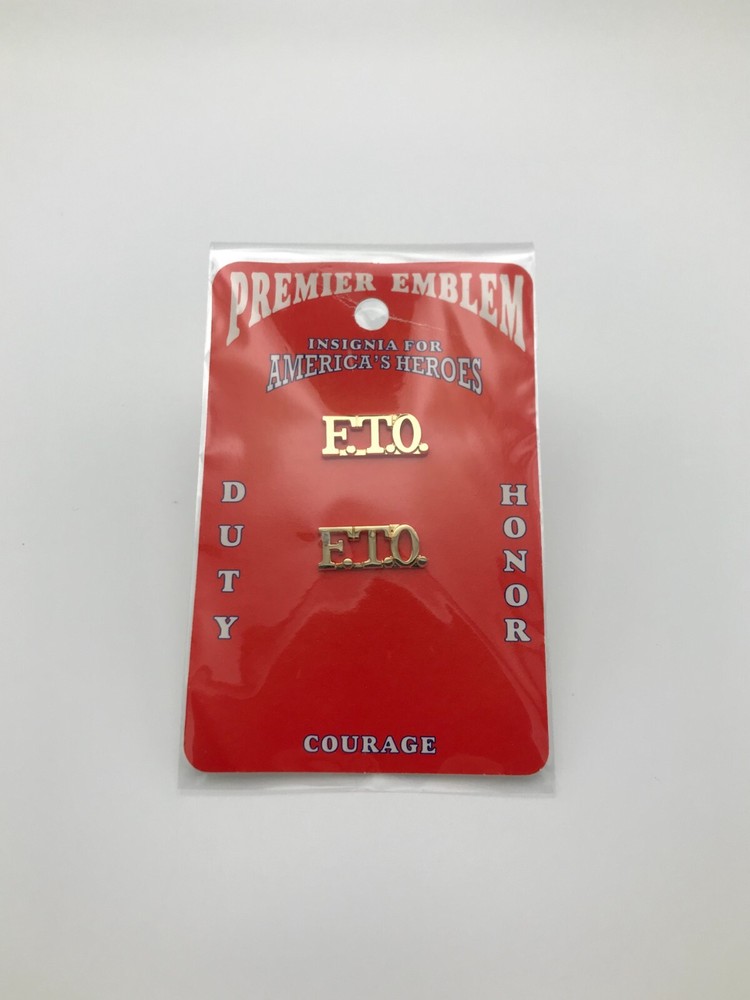 PREMIER EMBLEM
INSIGNIA FOR
AMERICA'S HEROES
F.T.O.
F.T.O.
DUTY
HONOR
COURAGE